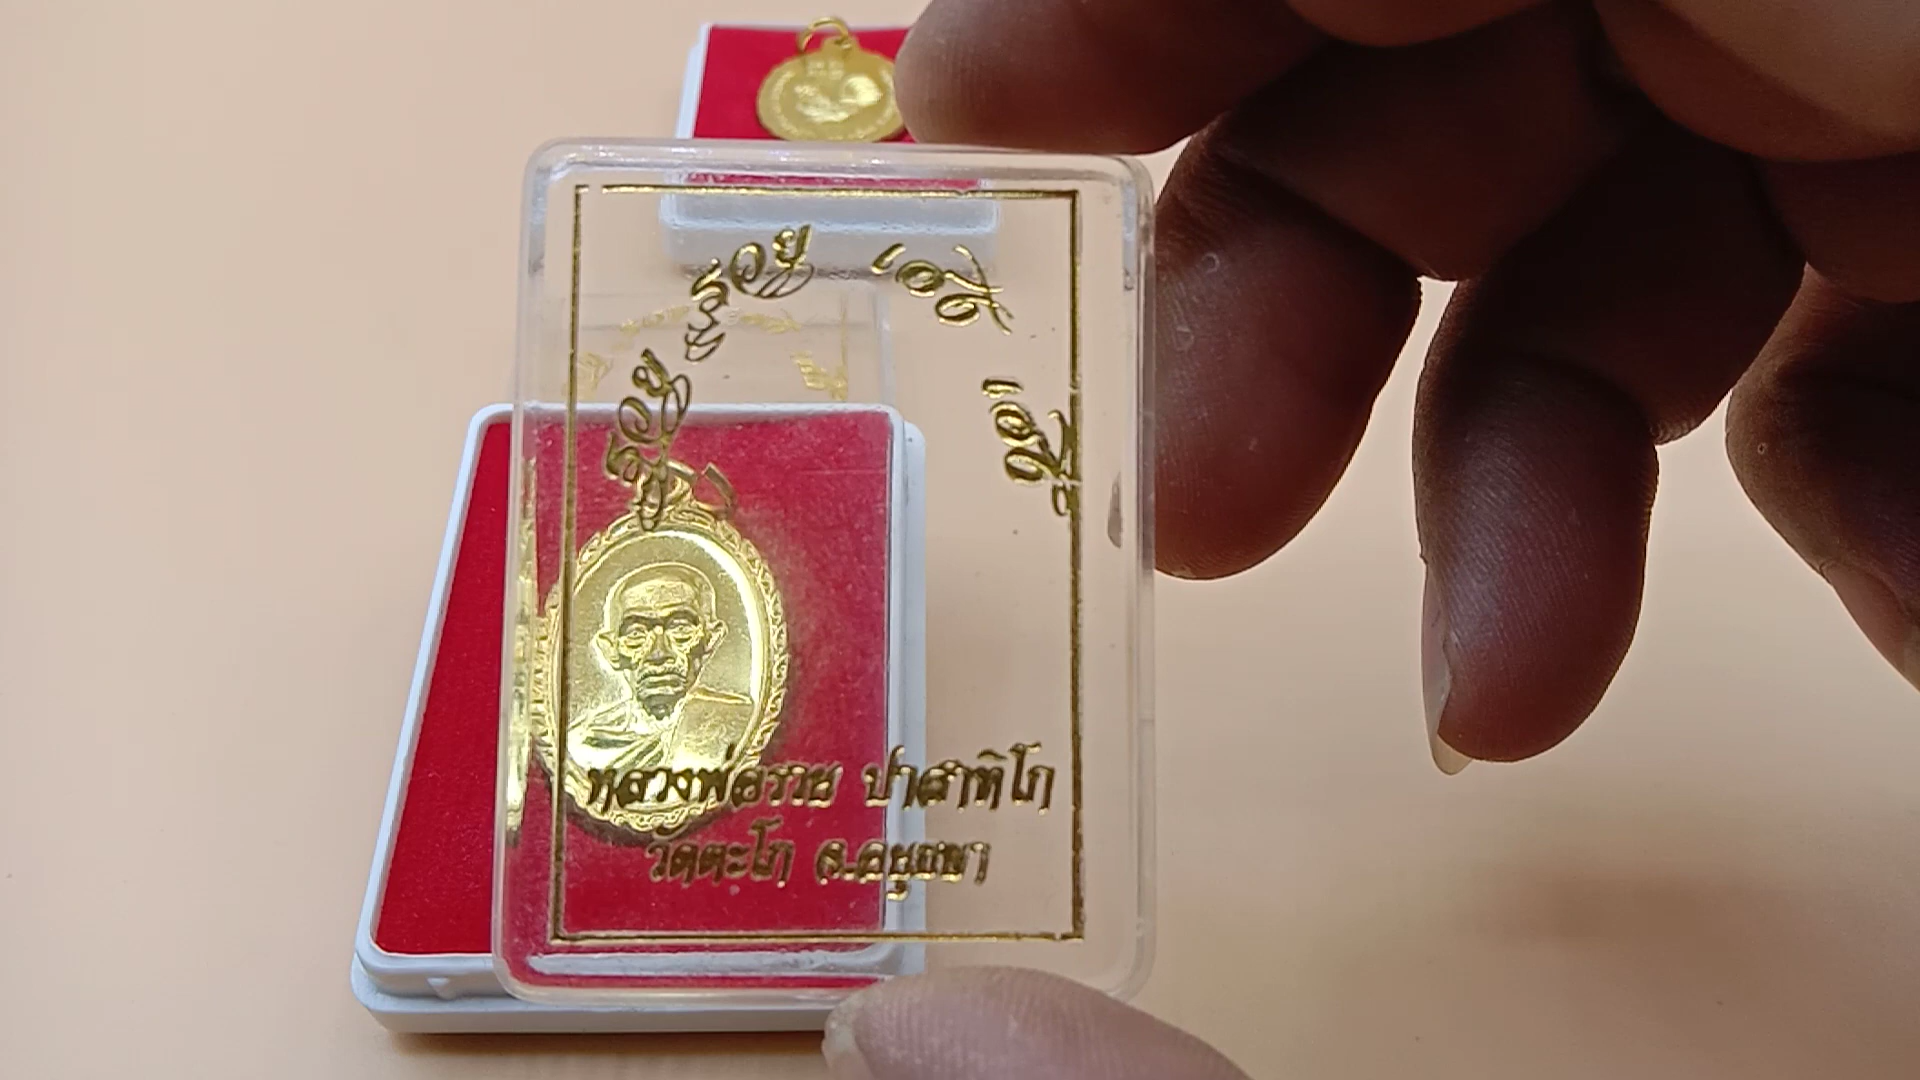 รวย รวย เฮง เฮง
หลวงพ่อรวย ปาสาทิโก
วัดตะโก จ.อยุธยา